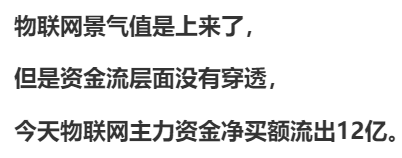 物联网景气值是上来了，
但是资金流层面没有穿透，
今天物联网主力资金净买额流出12亿。